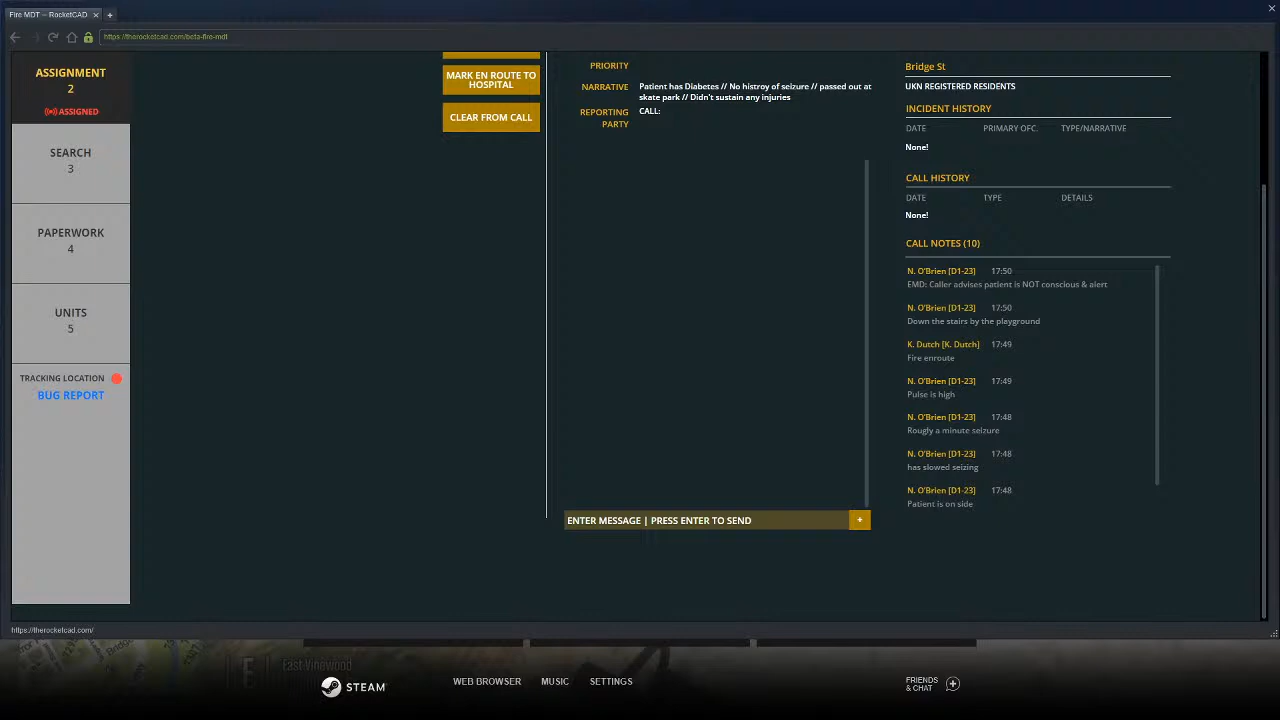 Fire MDT – RocketCAD
https://therocketcad.com/beta-fire-mdt
ASSIGNMENT
2
ASSIGNED
SEARCH
3
PAPERWORK
4
UNITS
5
TRACKING LOCATION
BUG REPORT
MARK EN ROUTE TO
HOSPITAL
CLEAR FROM CALL
PRIORITY
NARRATIVE
Patient has Diabetes // No histroy of seizure // passed out at
skate park // Didn't sustain any injuries
REPORTING
PARTY
CALL:
ENTER MESSAGE | PRESS ENTER TO SEND
+
Bridge St
UKN REGISTERED RESIDENTS
INCIDENT HISTORY
DATE PRIMARY OFC. TYPE/NARRATIVE
None!
CALL HISTORY
DATE TYPE DETAILS
None!
CALL NOTES (10)
N. O'Brien [D1-23] 17:50
EMD: Caller advises patient is NOT conscious & alert
N. O'Brien [D1-23] 17:50
Down the stairs by the playground
K. Dutch [K. Dutch] 17:49
Fire enroute
N. O'Brien [D1-23] 17:49
Pulse is high
N. O'Brien [D1-23] 17:48
Rougly a minute seizure
N. O'Brien [D1-23] 17:48
has slowed seizing
N. O'Brien [D1-23] 17:48
Patient is on side
https://therocketcad.com/
East Vinewood
STEAM
WEB BROWSER
MUSIC
SETTINGS
FRIENDS
& CHAT